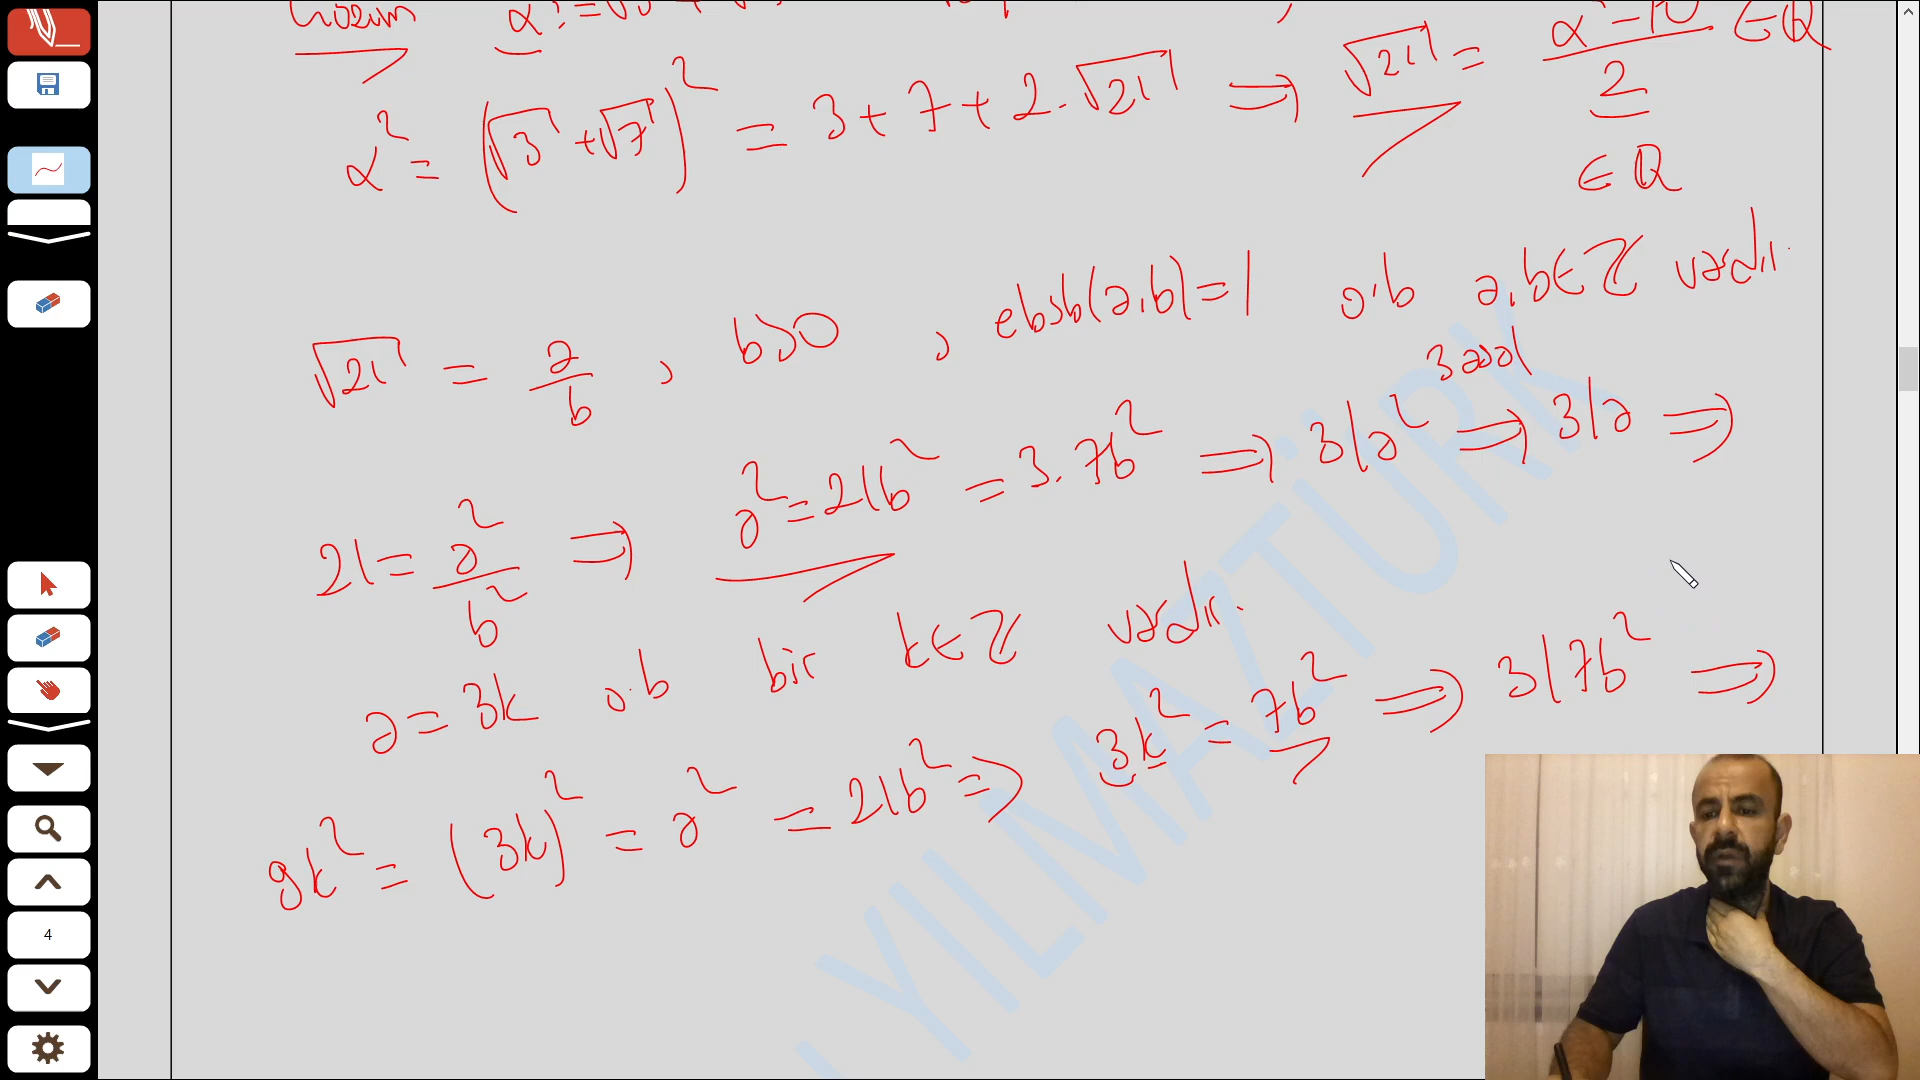 α² = (√3 + √7)² = 3 + 7 + 2·√21 ⇒ √21 = (α² − 10)/2 ∈ Q
∈ Q
√21 = a/b , b>0 , ebob(a,b)=1 o.ş a,b ∈ Z vardır.
3 asal
21 = a²/b² ⇒ a² = 21b² = 3·7b² ⇒ 3|a² ⇒ 3|a ⇒
a = 3k bir k∈Z vardır.
9k² = (3k)² = a² = 21b² ⇒ 3k² = 7b² ⇒ 3|7b² ⇒
YILMAZTÜRK
4